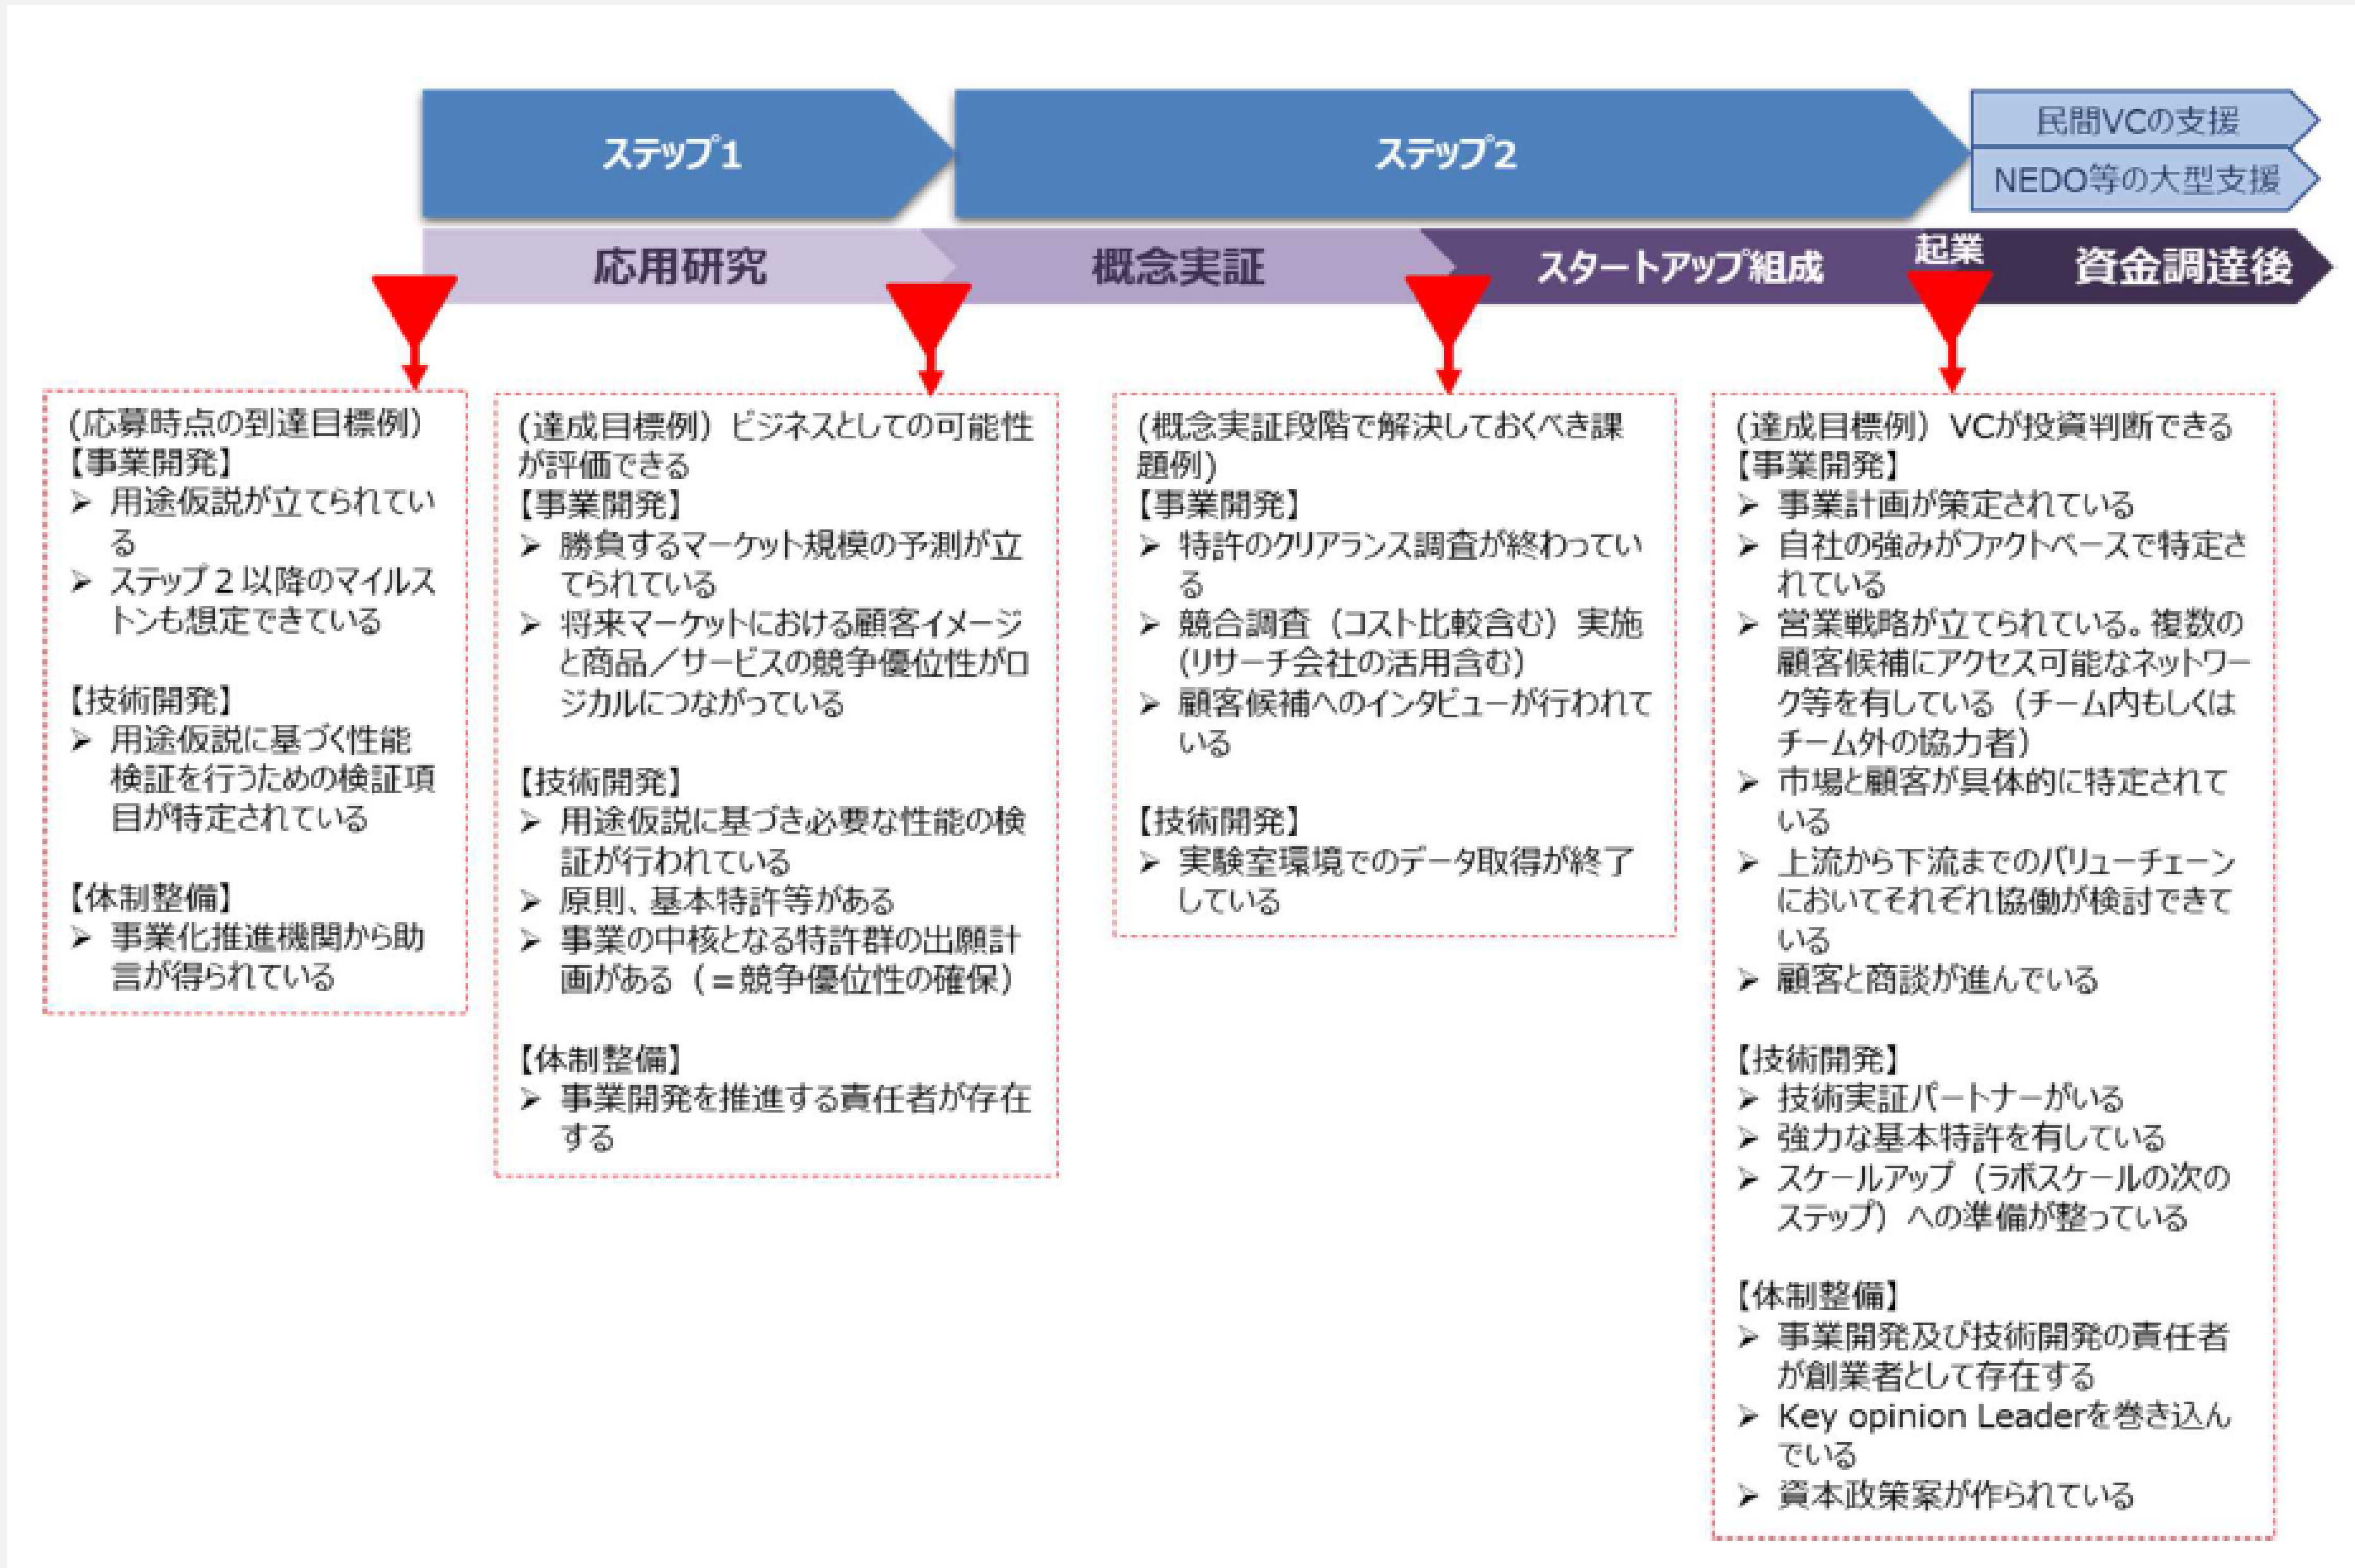 ステップ1
ステップ2
民間VCの支援
NEDO等の大型支援
応用研究
概念実証
スタートアップ組成
起業
資金調達後
(応募時点の到達目標例)
【事業開発】
➢ 用途仮説が立てられてい
る
➢ ステップ2以降のマイルス
トンも想定できている
【技術開発】
➢ 用途仮説に基づく性能
検証を行うための検証項
目が特定されている
【体制整備】
➢ 事業化推進機関から助
言が得られている
(達成目標例)ビジネスとしての可能性
が評価できる
【事業開発】
➢ 勝負するマーケット規模の予測が立
てられている
➢ 将来マーケットにおける顧客イメージ
と商品/サービスの競争優位性がロ
ジカルにつながっている
【技術開発】
➢ 用途仮説に基づき必要な性能の検
証が行われている
➢ 原則、基本特許等がある
➢ 事業の中核となる特許群の出願計
画がある(=競争優位性の確保)
【体制整備】
➢ 事業開発を推進する責任者が存在
する
(概念実証段階で解決しておくべき課
題例)
【事業開発】
➢ 特許のクリアランス調査が終わってい
る
➢ 競合調査(コスト比較含む)実施
(リサーチ会社の活用含む)
➢ 顧客候補へのインタビューが行われて
いる
【技術開発】
➢ 実験室環境でのデータ取得が終了
している
(達成目標例)VCが投資判断できる
【事業開発】
➢ 事業計画が策定されている
➢ 自社の強みがファクトベースで特定さ
れている
➢ 営業戦略が立てられている。複数の
顧客候補にアクセス可能なネットワー
ク等を有している(チーム内もしくは
チーム外の協力者)
➢ 市場と顧客が具体的に特定されて
いる
➢ 上流から下流までのバリューチェーン
においてそれぞれ協働が検討できて
いる
➢ 顧客と商談が進んでいる
【技術開発】
➢ 技術実証パートナーがいる
➢ 強力な基本特許を有している
➢ スケールアップ(ラボスケールの次の
ステップ)への準備が整っている
【体制整備】
➢ 事業開発及び技術開発の責任者
が創業者として存在する
➢ Key opinion Leaderを巻き込ん
でいる
➢ 資本政策案が作られている